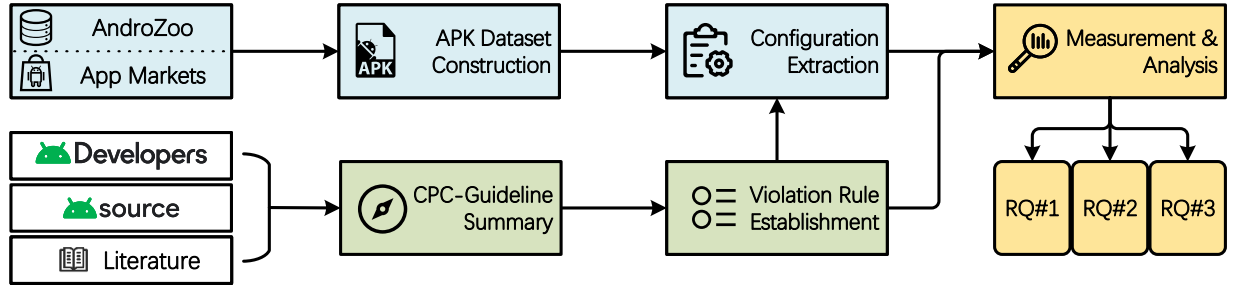 AndroZoo
App Markets
APK
APK Dataset
Construction
Configuration
Extraction
Measurement &
Analysis
Developers
source
Literature
CPC-Guideline
Summary
Violation Rule
Establishment
RQ#1
RQ#2
RQ#3